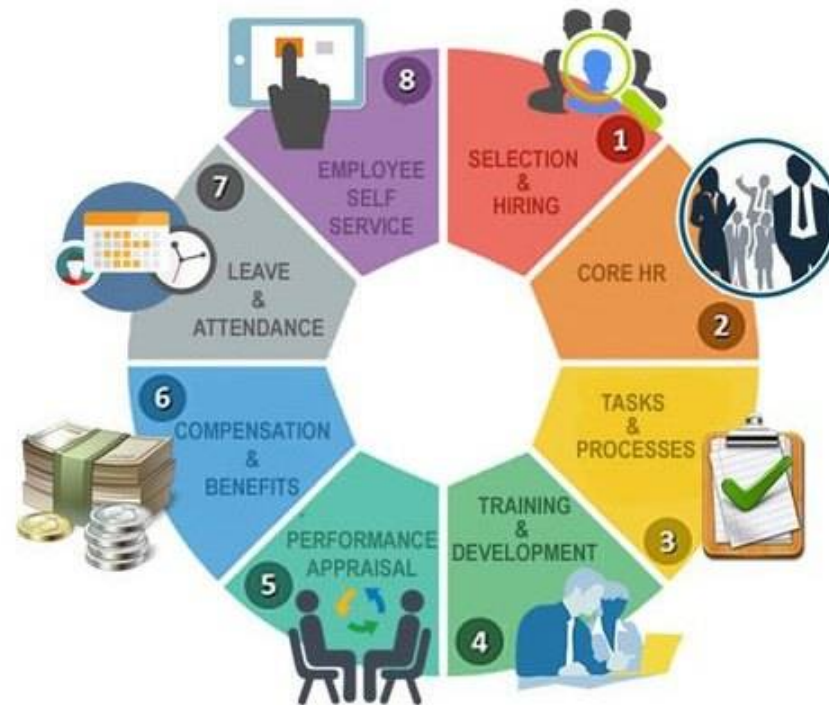 1
SELECTION
&
HIRING
CORE HR
2
TASKS
&
PROCESSES
3
TRAINING
&
DEVELOPMENT
4
PERFORMANCE
APPRAISAL
5
6
COMPENSATION
&
BENEFITS
7
LEAVE
&
ATTENDANCE
8
EMPLOYEE
SELF
SERVICE